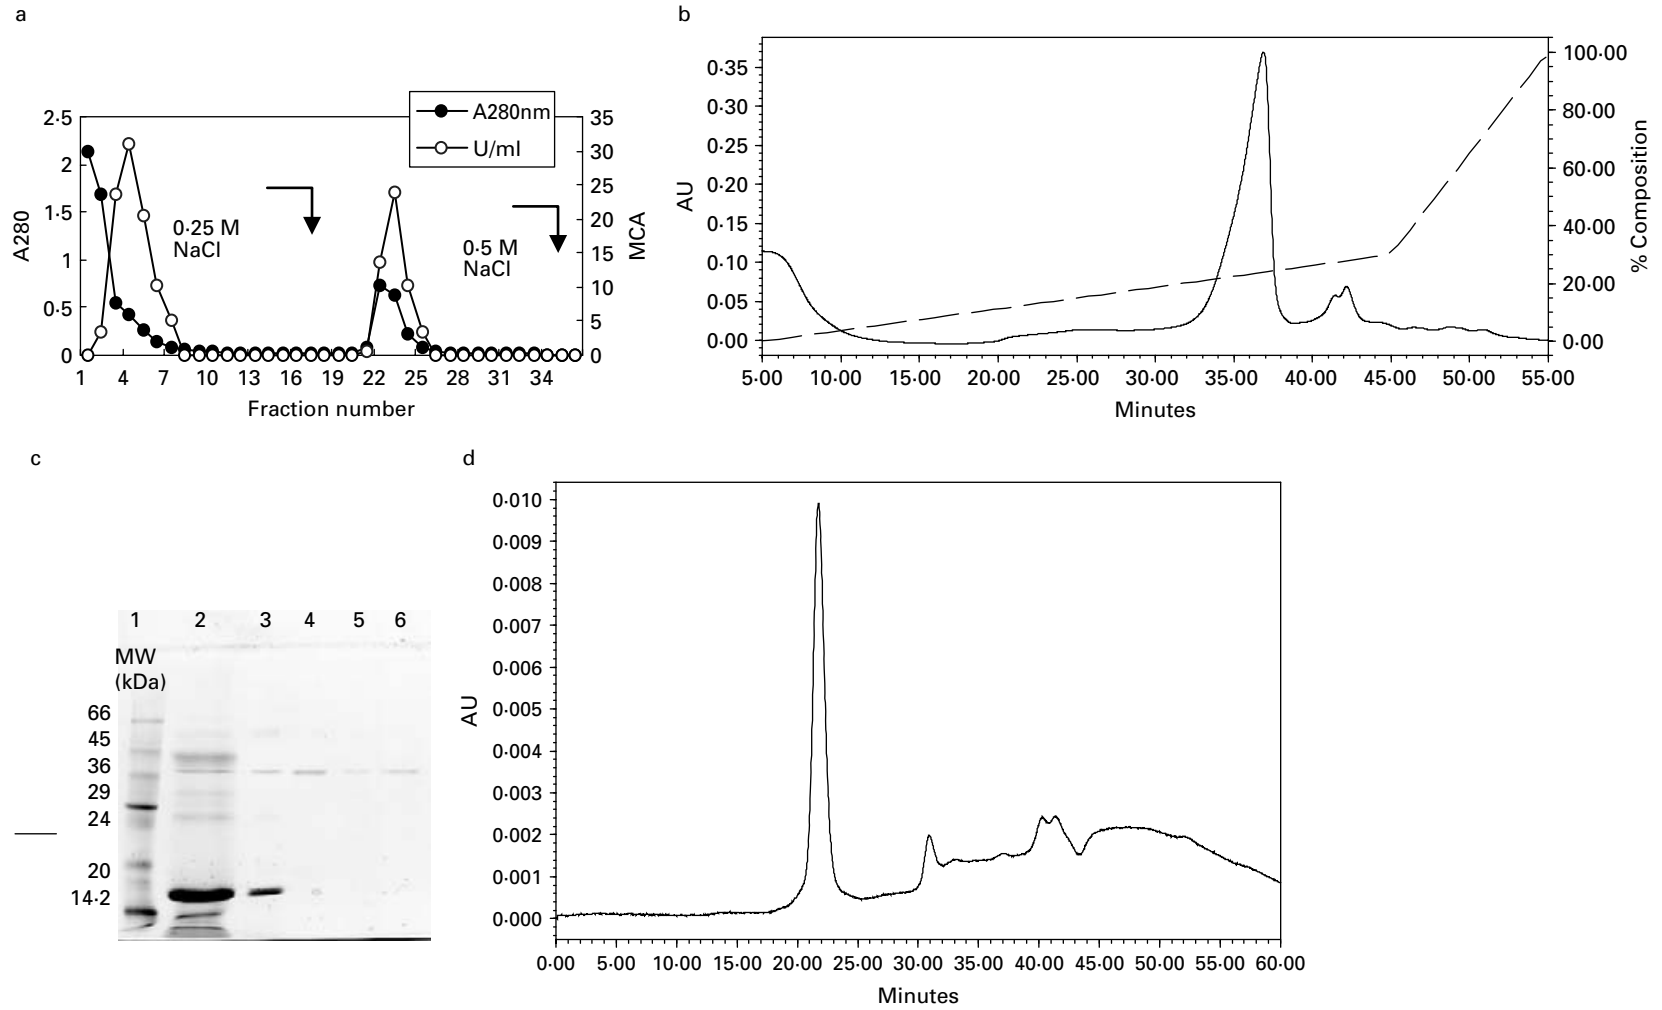 a
A280nm
U/ml
2·5
2
1·5
1
0·5
0
35
30
25
20
15
10
5
0
A280
MCA
0·25 M
NaCl
0·5 M
NaCl
1 4 7 10 13 16 19 22 25 28 31 34
Fraction number
b
0·35
0·30
0·25
0·20
0·15
0·10
0·05
0·00
AU
100·00
80·00
60·00
40·00
20·00
0·00
% Composition
5·00 10·00 15·00 20·00 25·00 30·00 35·00 40·00 45·00 50·00 55·00
Minutes
c
1 2 3 4 5 6
MW
(kDa)
66
45
36
29
24
20
14·2
d
0·010
0·009
0·008
0·007
0·006
0·005
0·004
0·003
0·002
0·001
0·000
AU
0·00 5·00 10·00 15·00 20·00 25·00 30·00 35·00 40·00 45·00 50·00 55·00 60·00
Minutes